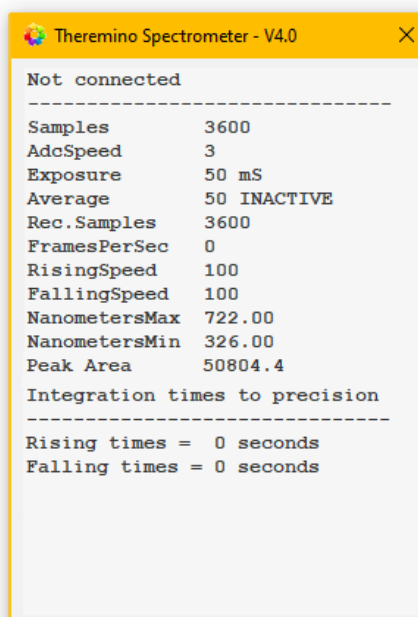 Theremino Spectrometer - V4.0
Not connected
-------------------------------
Samples 3600
AdcSpeed 3
Exposure 50 mS
Average 50 INACTIVE
Rec.Samples 3600
FramesPerSec 0
RisingSpeed 100
FallingSpeed 100
NanometersMax 722.00
NanometersMin 326.00
Peak Area 50804.4
Integration times to precision
-------------------------------
Rising times = 0 seconds
Falling times = 0 seconds